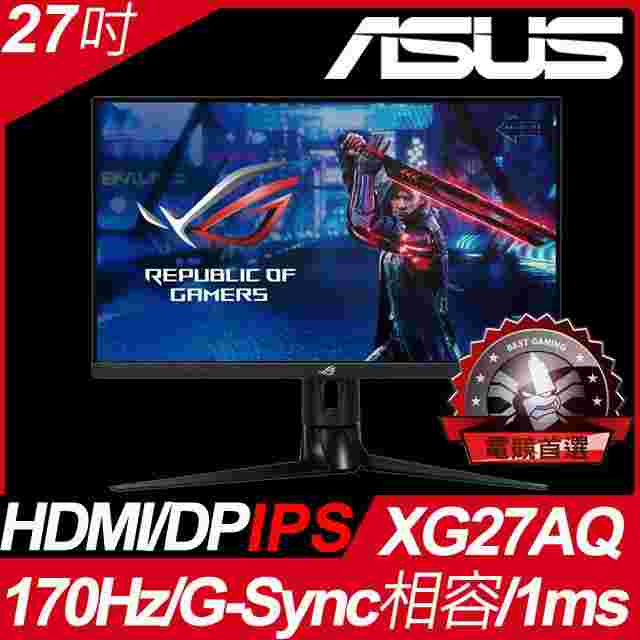 27吋
ASUS
REPUBLIC OF
GAMERS
BEST GAMING
電競首選
HDMI/DP IPS XG27AQ
170Hz/G-Sync相容/1ms